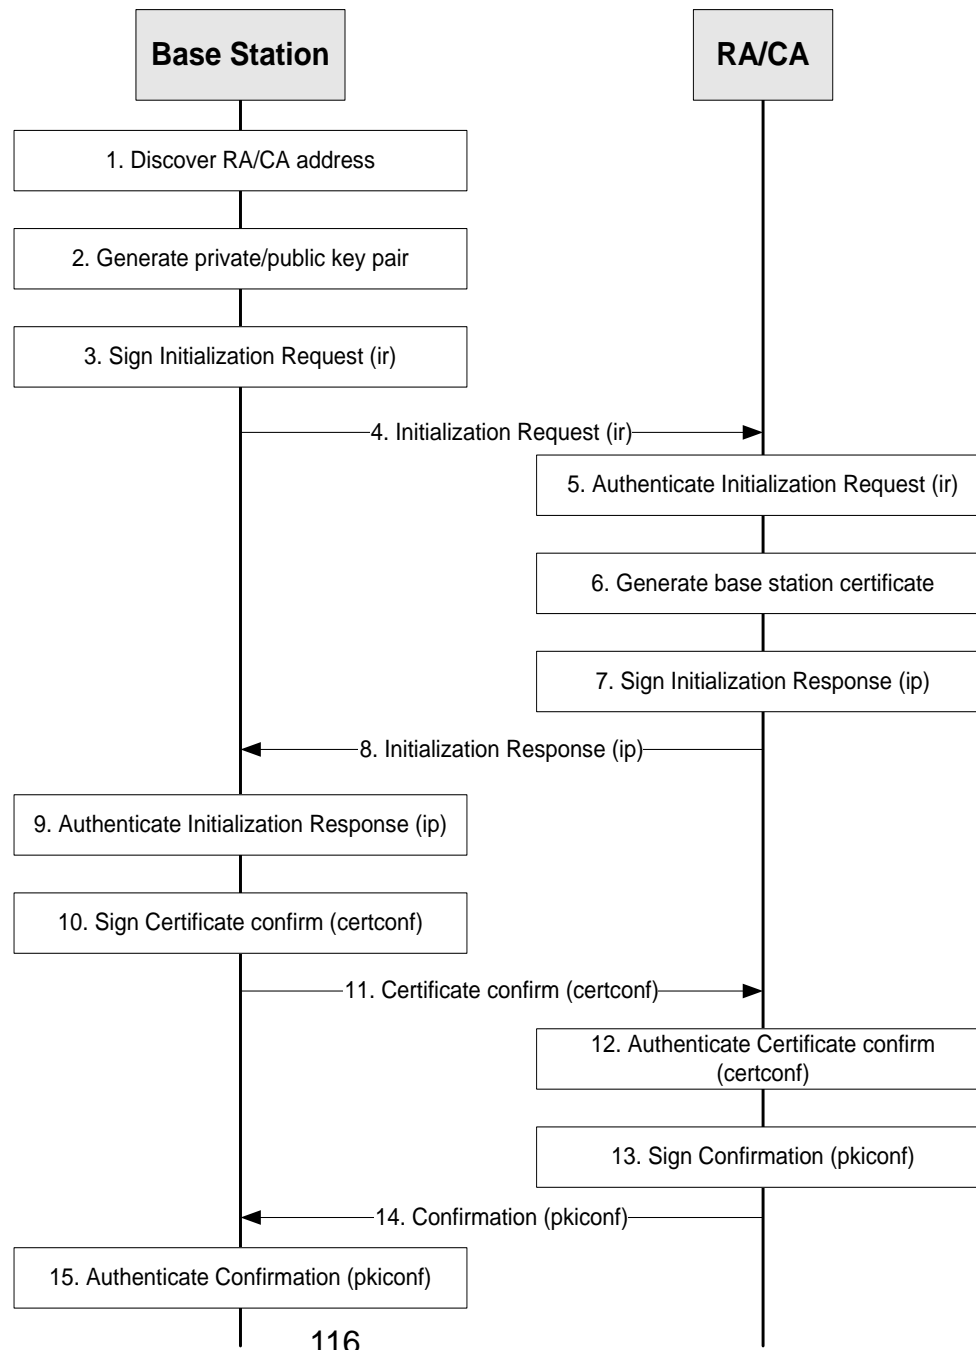 Base Station
RA/CA
1. Discover RA/CA address
2. Generate private/public key pair
3. Sign Initialization Request (ir)
4. Initialization Request (ir)
5. Authenticate Initialization Request (ir)
6. Generate base station certificate
7. Sign Initialization Response (ip)
8. Initialization Response (ip)
9. Authenticate Initialization Response (ip)
10. Sign Certificate confirm (certconf)
11. Certificate confirm (certconf)
12. Authenticate Certificate confirm
(certconf)
13. Sign Confirmation (pkiconf)
14. Confirmation (pkiconf)
15. Authenticate Confirmation (pkiconf)
116